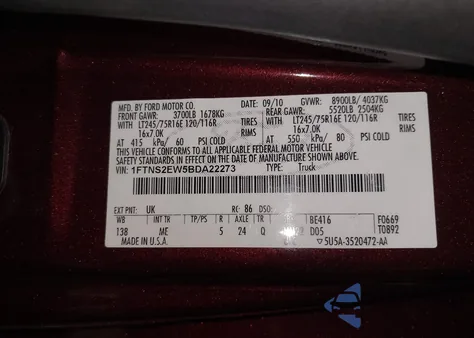 MFD. BY FORD MOTOR CO.
DATE: 09/10 GVWR: 8900LB/ 4037KG
FRONT GAWR: 3700LB 1678KG REAR GAWR: 5520LB 2504KG
WITH LT245/75R16E 120/116R TIRES WITH LT245/75R16E 120/116R TIRES
16x7.0K RIMS 16x7.0K RIMS
AT 415 kPa/ 60 PSI COLD AT 550 kPa/ 80 PSI COLD
THIS VEHICLE CONFORMS TO ALL APPLICABLE FEDERAL MOTOR VEHICLE
SAFETY STANDARDS IN EFFECT ON THE DATE OF MANUFACTURE SHOWN ABOVE.
VIN: 1FTNS2EW5BDA22273 TYPE: Truck
EXT PNT: UK RC: 86 DSO:
WB INT TR TP/PS R AXLE TR BE416 F0669
138 ME 5 24 Q D05 T0892
MADE IN U.S.A. 5U5A-3520472-AA